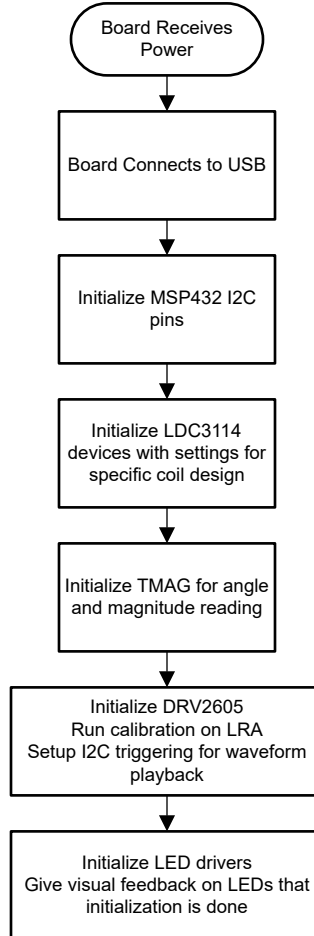 Board Receives
Power
Board Connects to USB
Initialize MSP432 I2C
pins
Initialize LDC3114
devices with settings for
specific coil design
Initialize TMAG for angle
and magnitude reading
Initialize DRV2605
Run calibration on LRA
Setup I2C triggering for waveform
playback
Initialize LED drivers
Give visual feedback on LEDs that
initialization is done